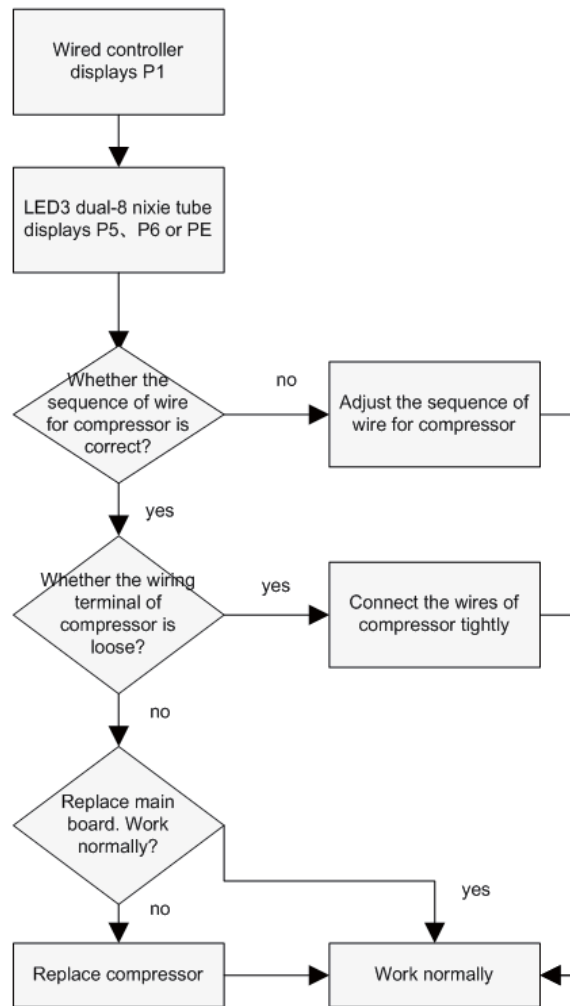 Wired controller
displays P1
LED3 dual-8 nixie tube
displays P5、P6 or PE
Whether the
sequence of wire
for compressor is
correct?
no
Adjust the sequence of
wire for compressor
yes
Whether the wiring
terminal of
compressor is
loose?
yes
Connect the wires of
compressor tightly
no
Replace main
board. Work
normally?
yes
no
Replace compressor
Work normally